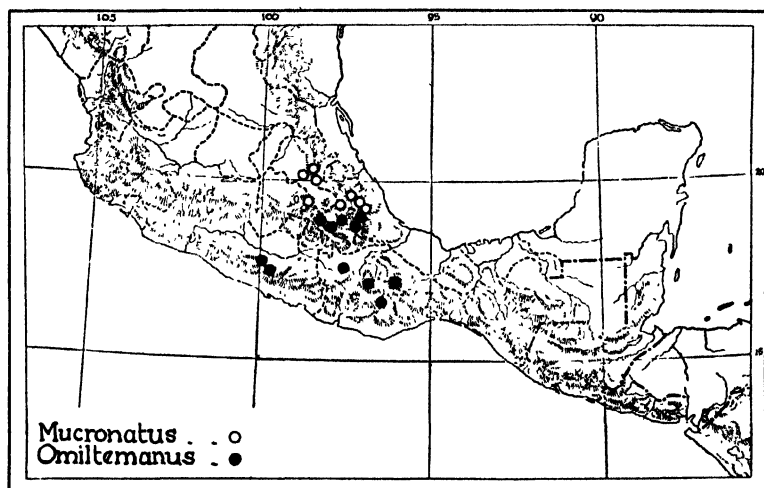 105 100 95 90
20
15
Mucronatus . . ○
Omiltemanus . ●